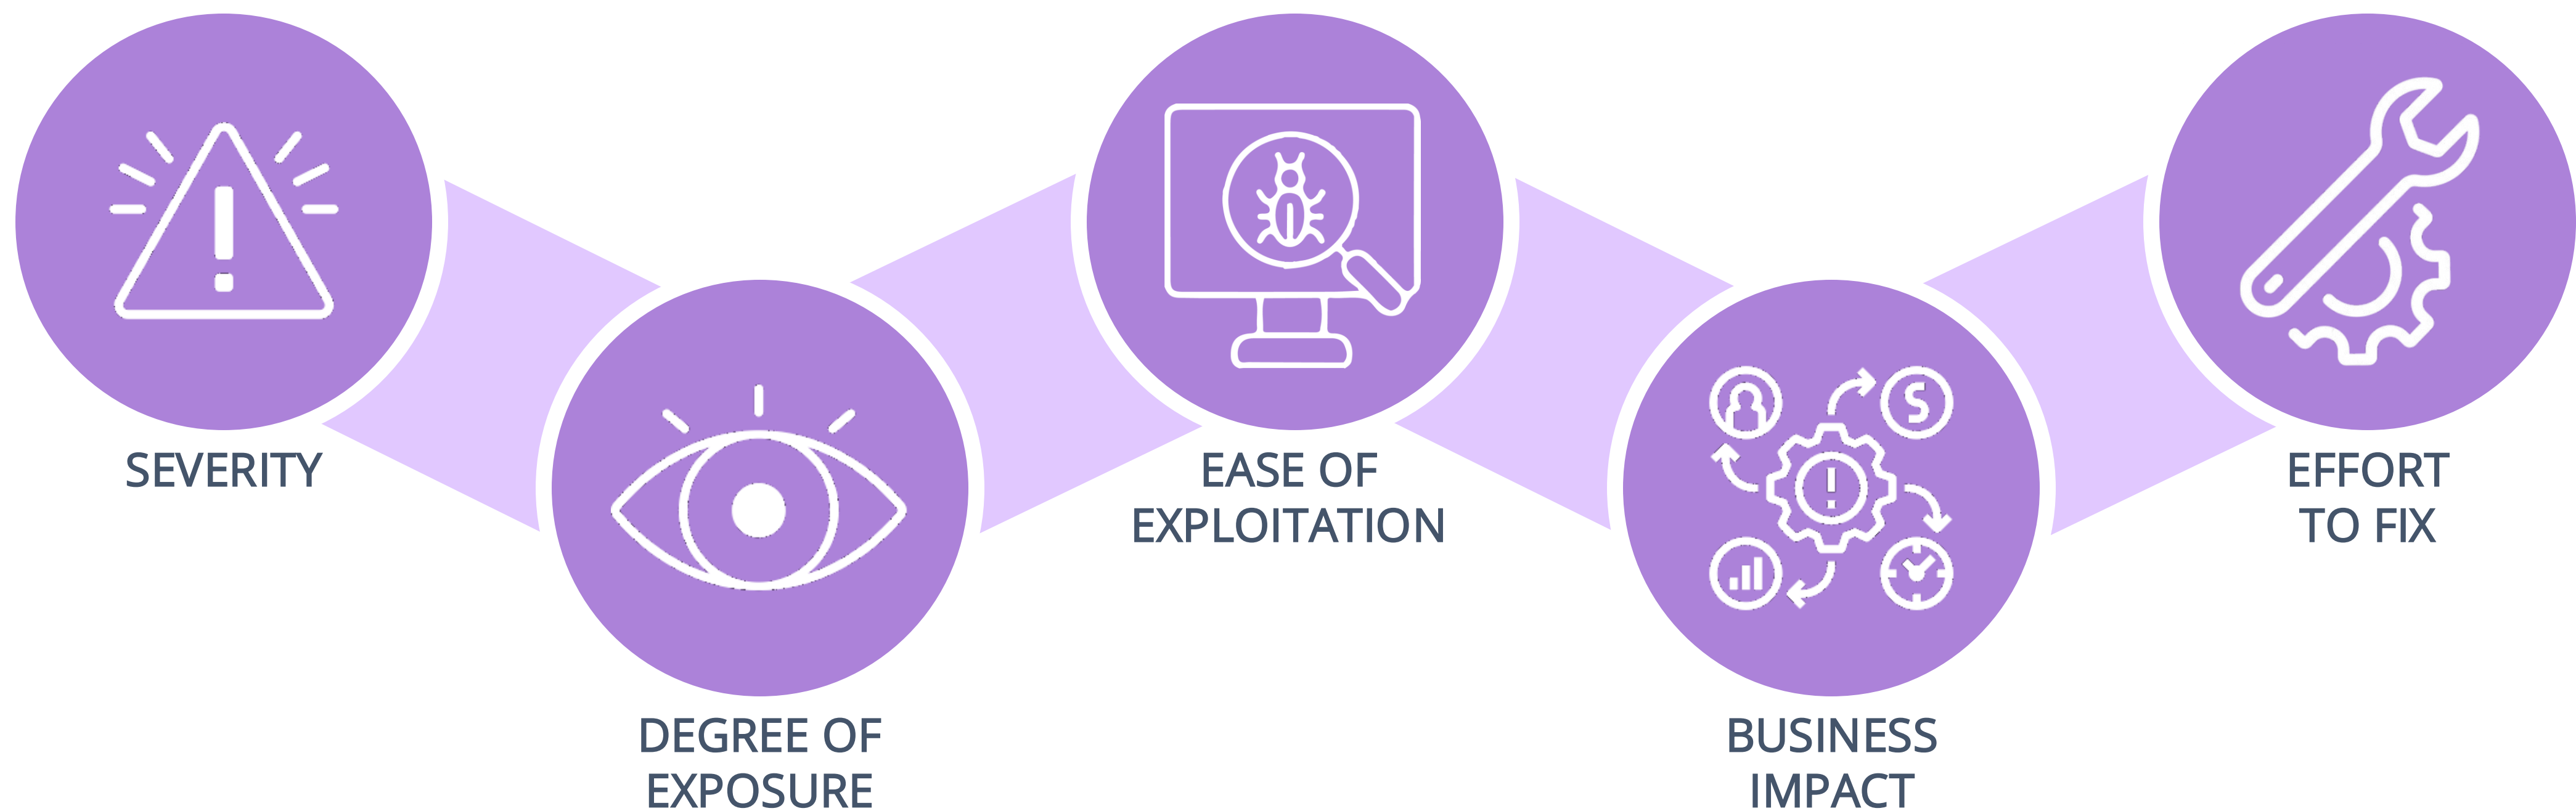 SEVERITY
DEGREE OF
EXPOSURE
EASE OF
EXPLOITATION
BUSINESS
IMPACT
EFFORT
TO FIX